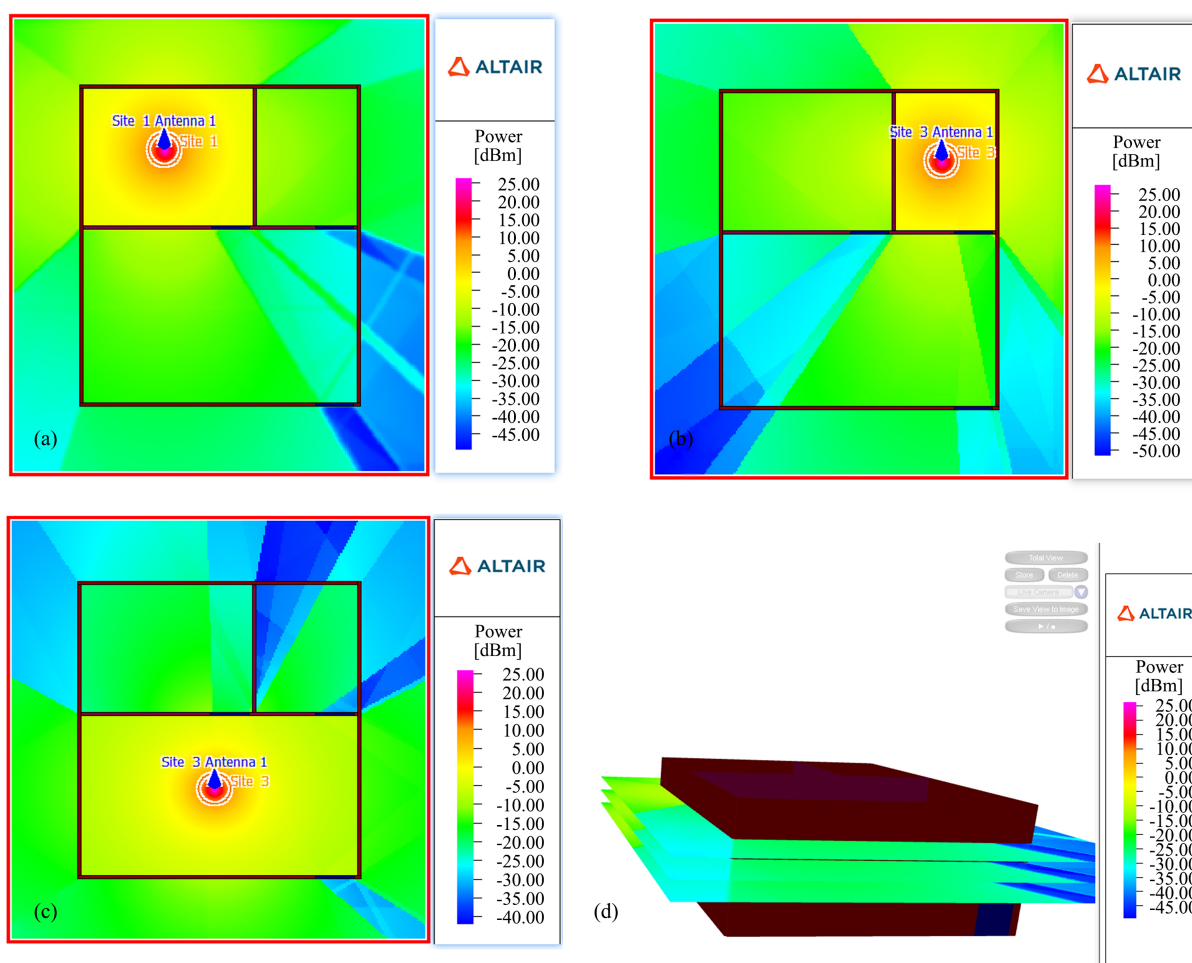 ALTAIR
Power
[dBm]
25.00
20.00
15.00
10.00
5.00
0.00
-5.00
-10.00
-15.00
-20.00
-25.00
-30.00
-35.00
-40.00
-45.00
Site 1 Antenna 1
Site 1
(a)
ALTAIR
Power
[dBm]
25.00
20.00
15.00
10.00
5.00
0.00
-5.00
-10.00
-15.00
-20.00
-25.00
-30.00
-35.00
-40.00
-45.00
-50.00
Site 3 Antenna 1
Site 3
(b)
ALTAIR
Power
[dBm]
25.00
20.00
15.00
10.00
5.00
0.00
-5.00
-10.00
-15.00
-20.00
-25.00
-30.00
-35.00
-40.00
Site 3 Antenna 1
Site 3
(c)
Total View
Store Delete
Live Camera
Save View to Image
ALTAIR
Power
[dBm]
25.00
20.00
15.00
10.00
5.00
0.00
-5.00
-10.00
-15.00
-20.00
-25.00
-30.00
-35.00
-40.00
-45.00
(d)